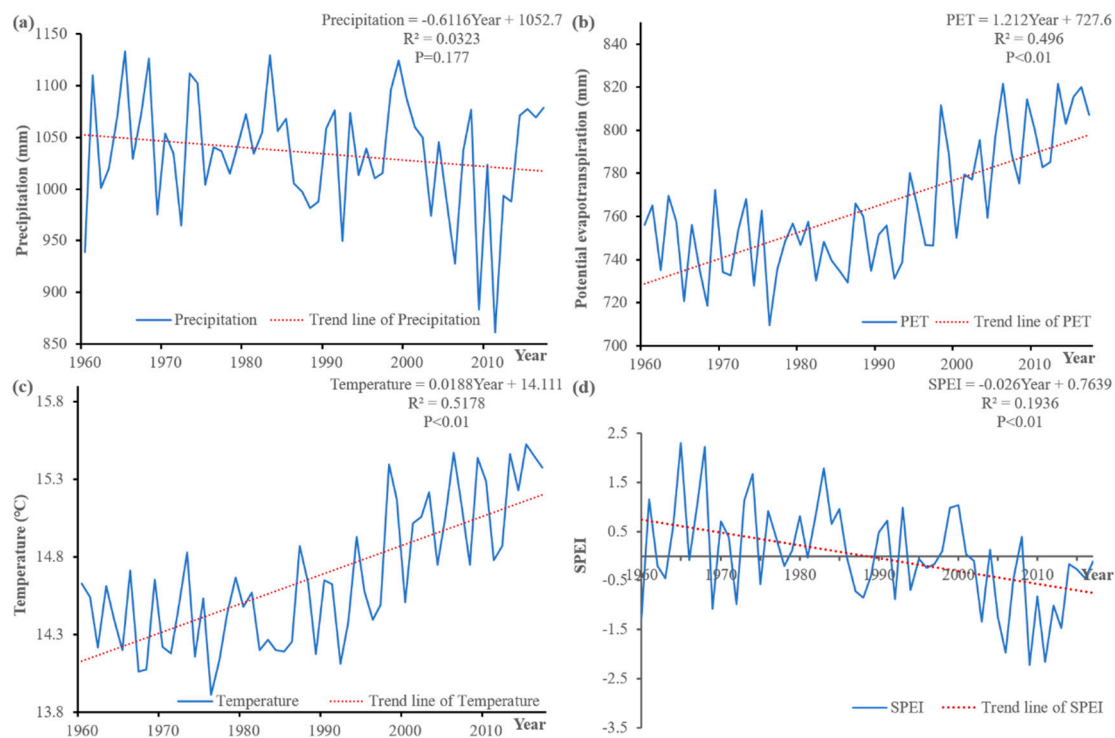 (a)
Precipitation = -0.6116Year + 1052.7
R² = 0.0323
P=0.177
1150
1100
1050
1000
950
900
850
Precipitation (mm)
Precipitation
Trend line of Precipitation
1960
1970
1980
1990
2000
2010
Year
(b)
PET = 1.212Year + 727.6
R² = 0.496
P<0.01
840
820
800
780
760
740
720
700
Potential evapotranspiration (mm)
PET
Trend line of PET
1960
1970
1980
1990
2000
2010
Year
(c)
Temperature = 0.0188Year + 14.111
R² = 0.5178
P<0.01
15.8
15.3
14.8
14.3
13.8
Temperature (℃)
Temperature
Trend line of Temperature
1960
1970
1980
1990
2000
2010
Year
(d)
SPEI = -0.026Year + 0.7639
R² = 0.1936
P<0.01
2.5
1.5
0.5
-0.5
-1.5
-2.5
-3.5
SPEI
1960
1970
1980
1990
2000
2010
Year
SPEI
Trend line of SPEI